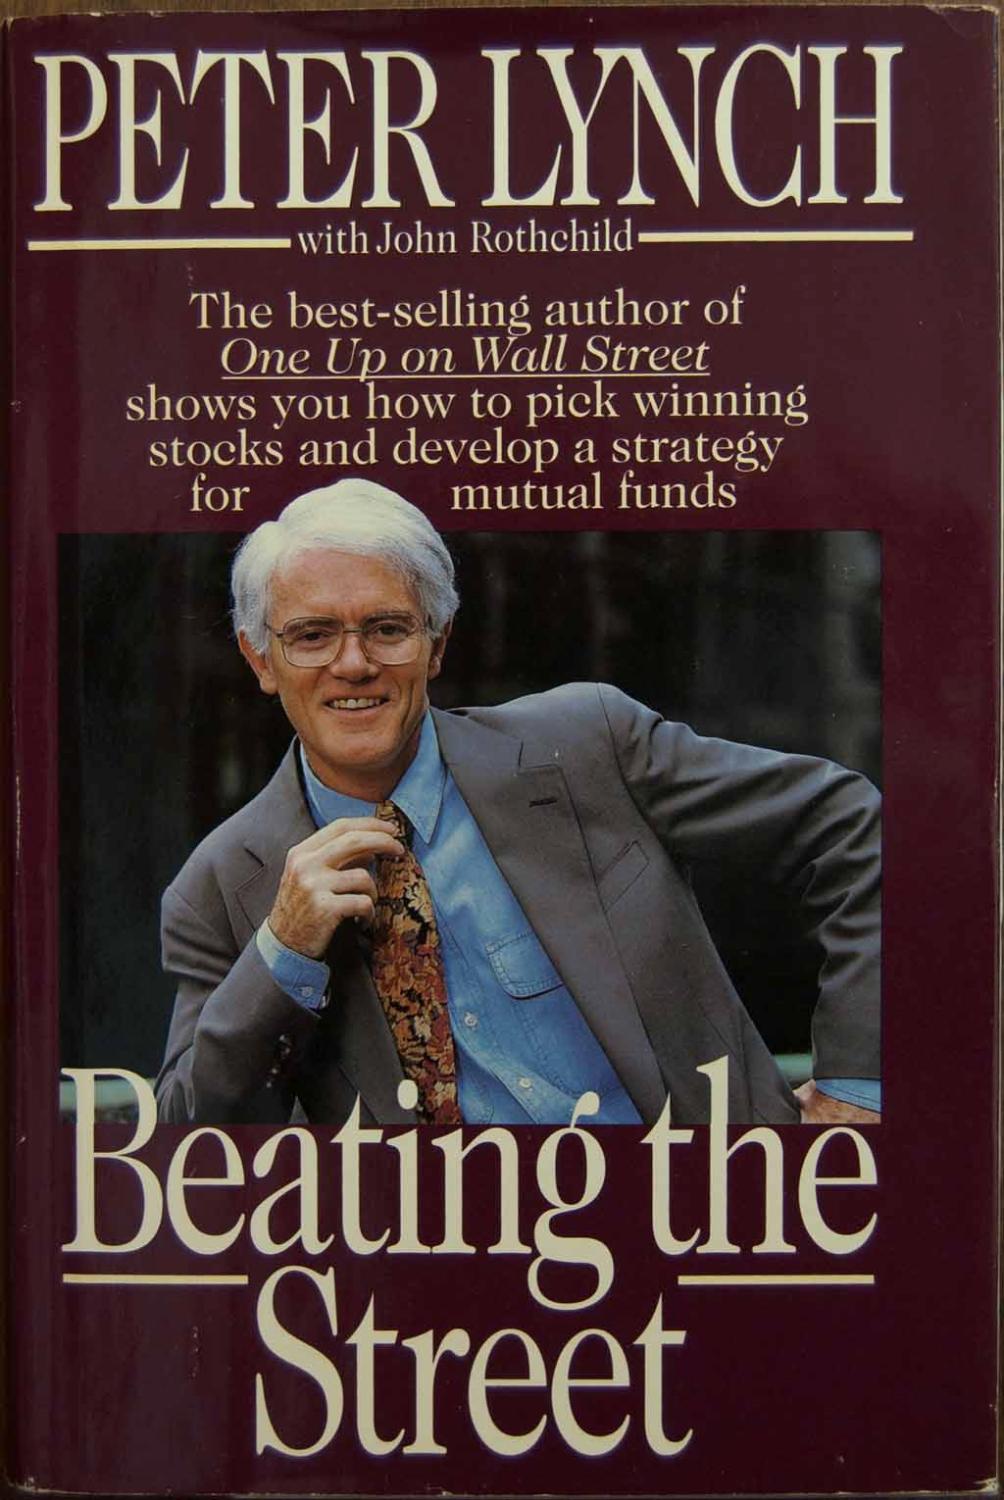 PETER LYNCH
with John Rothchild
The best-selling author of
One Up on Wall Street
shows you how to pick winning
stocks and develop a strategy
for mutual funds
Beating the
Street